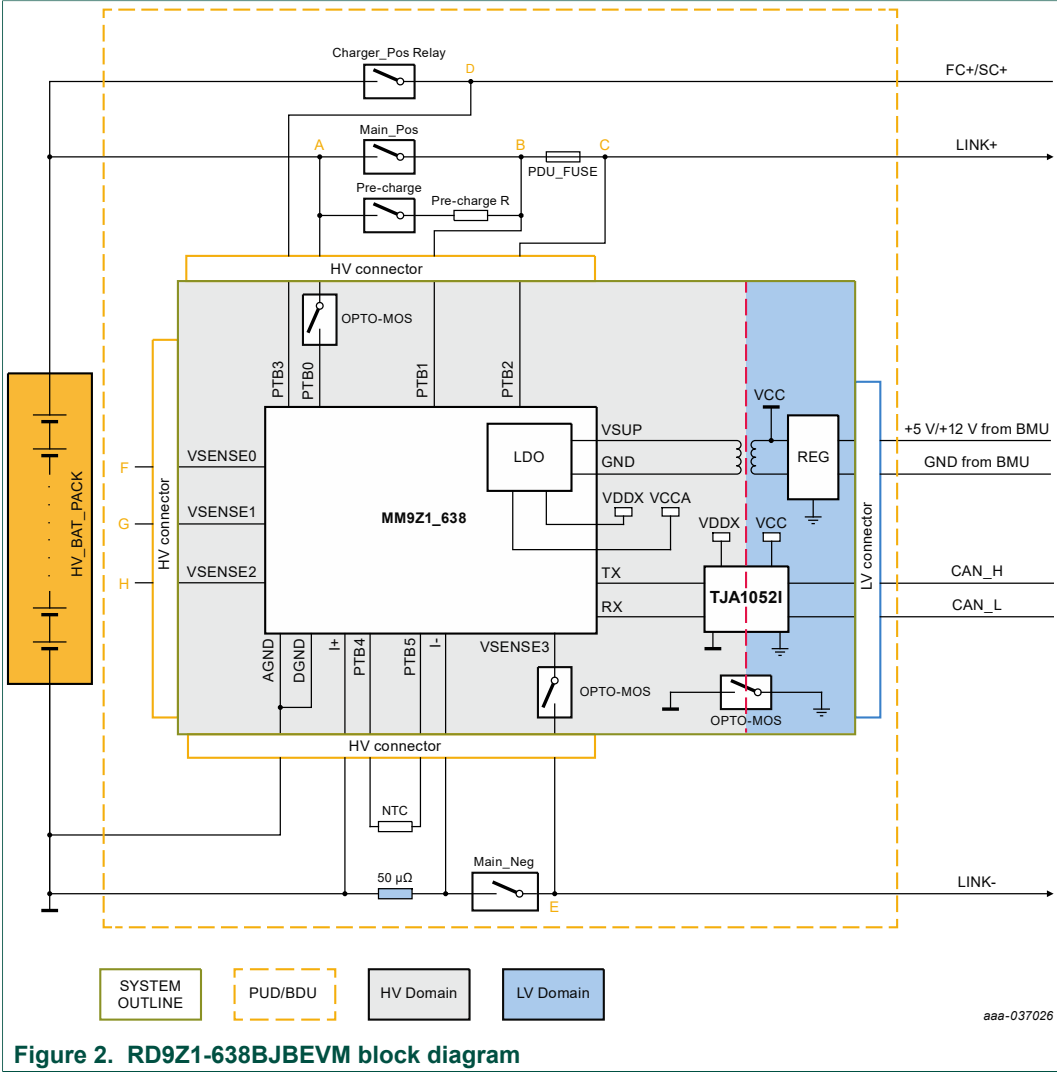 Charger_Pos Relay
D
FC+/SC+
Main_Pos
A
B
C
LINK+
PDU_FUSE
Pre-charge
Pre-charge R
HV connector
OPTO-MOS
PTB3
PTB0
PTB1
PTB2
VCC
VSUP
+5 V/+12 V from BMU
LDO
REG
GND
GND from BMU
F
VSENSE0
HV connector
HV_BAT_PACK
VDDX
VCCA
G
VSENSE1
MM9Z1_638
VDDX
VCC
LV connector
H
VSENSE2
TX
CAN_H
TJA1052I
RX
CAN_L
AGND
DGND
I+
PTB4
PTB5
I-
VSENSE3
OPTO-MOS
OPTO-MOS
HV connector
NTC
Main_Neg
50 µΩ
LINK-
E
SYSTEM
OUTLINE
PUD/BDU
HV Domain
LV Domain
aaa-037026
Figure 2. RD9Z1-638BJBEVM block diagram